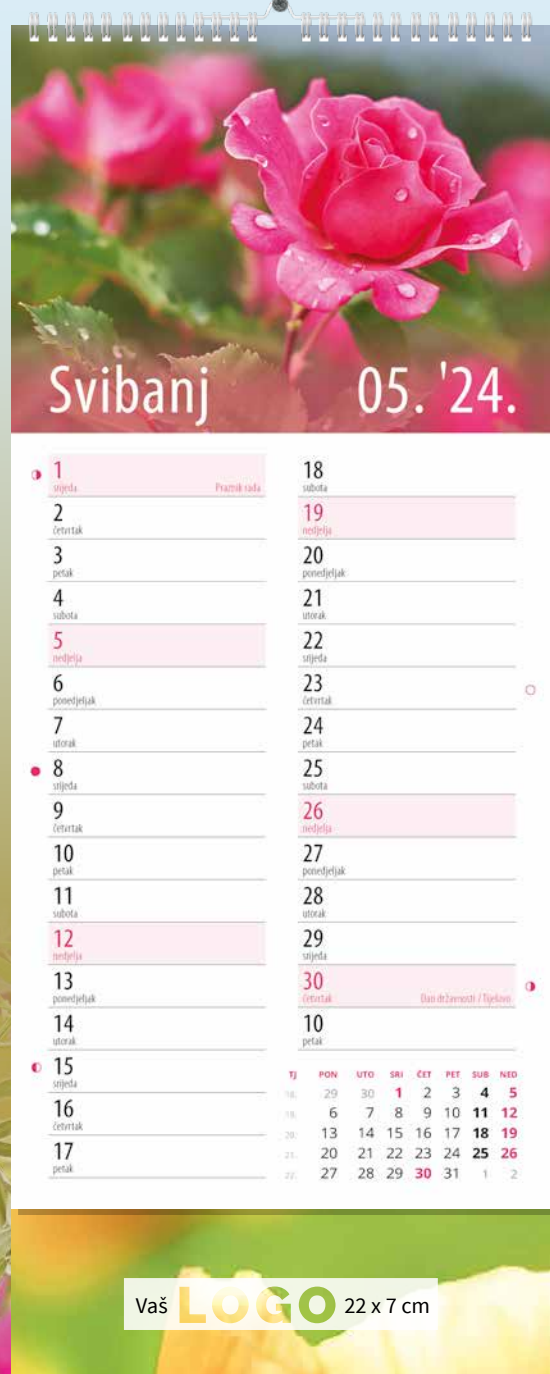 Svibanj 05. '24.
1
srijeda Praznik rada
2
četvrtak
3
petak
4
subota
5
nedjelja
6
ponedjeljak
7
utorak
8
srijeda
9
četvrtak
10
petak
11
subota
12
nedjelja
13
ponedjeljak
14
utorak
15
srijeda
16
četvrtak
17
petak
18
subota
19
nedjelja
20
ponedjeljak
21
utorak
22
srijeda
23
četvrtak
24
petak
25
subota
26
nedjelja
27
ponedjeljak
28
utorak
29
srijeda
30
četvrtak Dan državnosti / Tijelovo
10
petak
TJ PON UTO SRI ČET PET SUB NED
18. 29 30 1 2 3 4 5
19. 6 7 8 9 10 11 12
20. 13 14 15 16 17 18 19
21. 20 21 22 23 24 25 26
22. 27 28 29 30 31 1 2
Vaš LOGO 22 x 7 cm